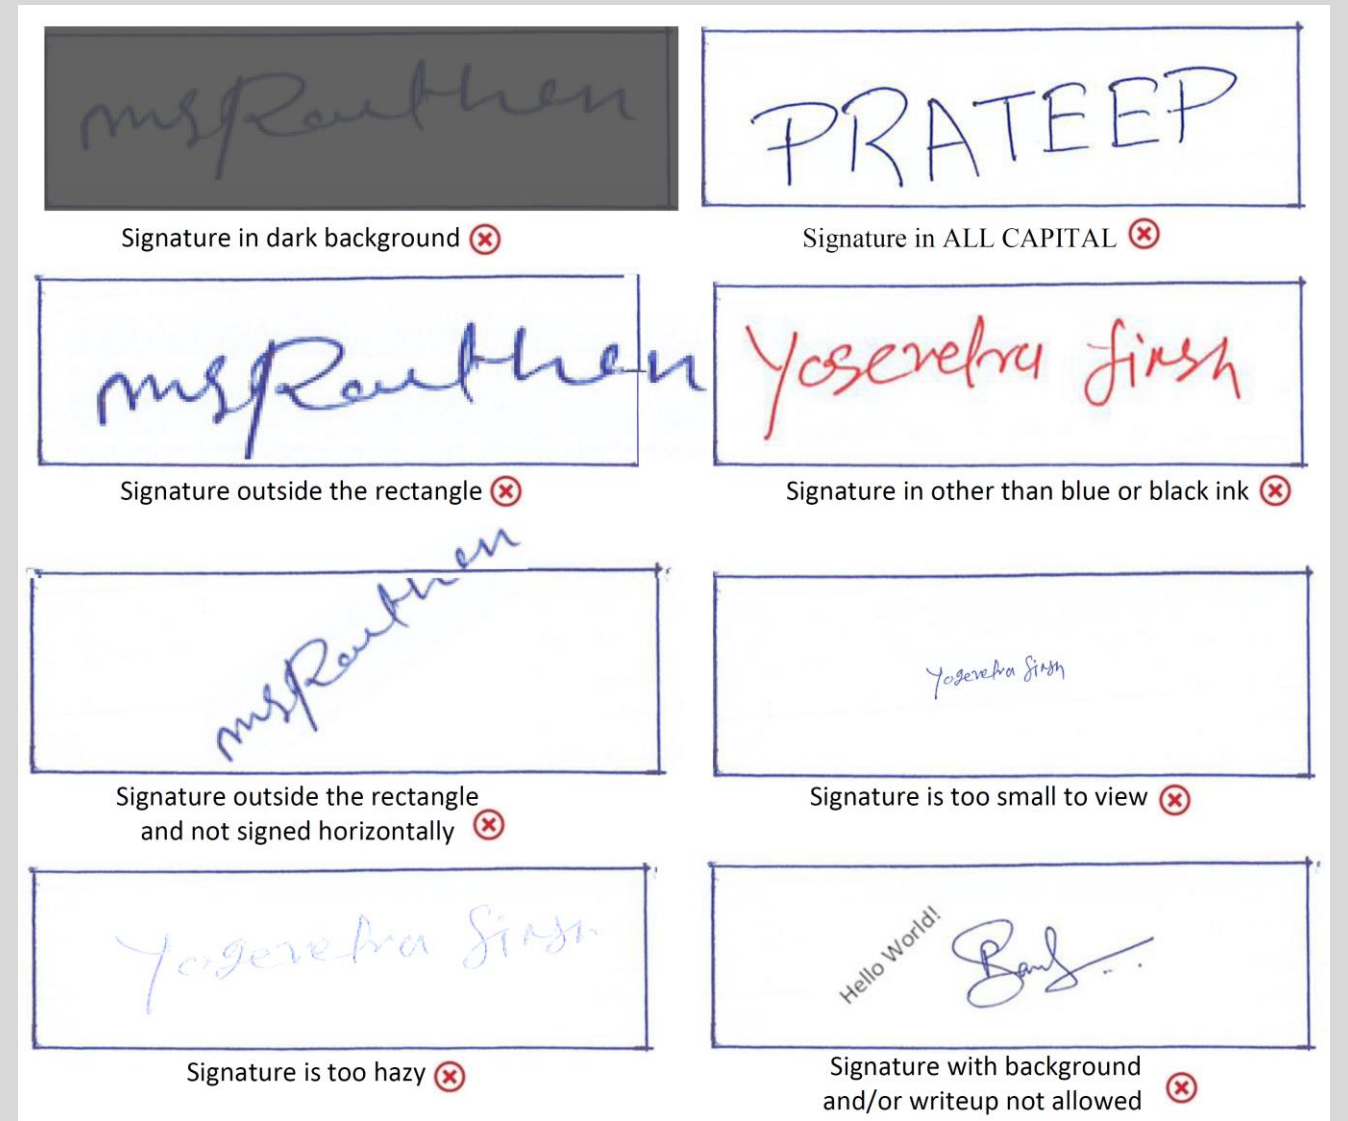 msRauthen
PRATEEP
Signature in dark background
Signature in ALL CAPITAL
msRauthen
Signature outside the rectangle
Signature in other than blue or black ink
msRauthen
Signature outside the rectangle
and not signed horizontally
Signature is too small to view
Hello World!
Signature is too hazy
Signature with background
and/or writeup not allowed